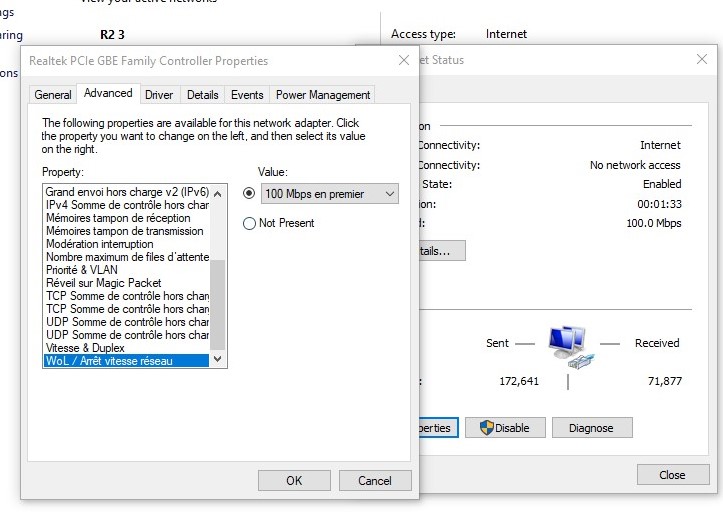 View your active networks
ngs
aring
ons
R2 3
Access type:
Internet
Realtek PCIe GBE Family Controller Properties
General
Advanced
Driver
Details
Events
Power Management
The following properties are available for this network adapter. Click
the property you want to change on the left, and then select its value
on the right.
Property:
Grand envoi hors charge v2 (IPv6)
IPv4 Somme de contrôle hors char
Mémoires tampon de réception
Mémoires tampon de transmission
Modération interruption
Nombre maximum de files d'attente
Priorité & VLAN
Réveil sur Magic Packet
TCP Somme de contrôle hors charg
TCP Somme de contrôle hors charg
UDP Somme de contrôle hors char
UDP Somme de contrôle hors char
Vitesse & Duplex
WoL / Arrêt vitesse réseau
Value:
100 Mbps en premier
Not Present
OK
Cancel
et Status
on
Connectivity:
Internet
Connectivity:
No network access
State:
Enabled
on:
00:01:33
d:
100.0 Mbps
tails...
Sent
Received
:
172,641
71,877
perties
Disable
Diagnose
Close